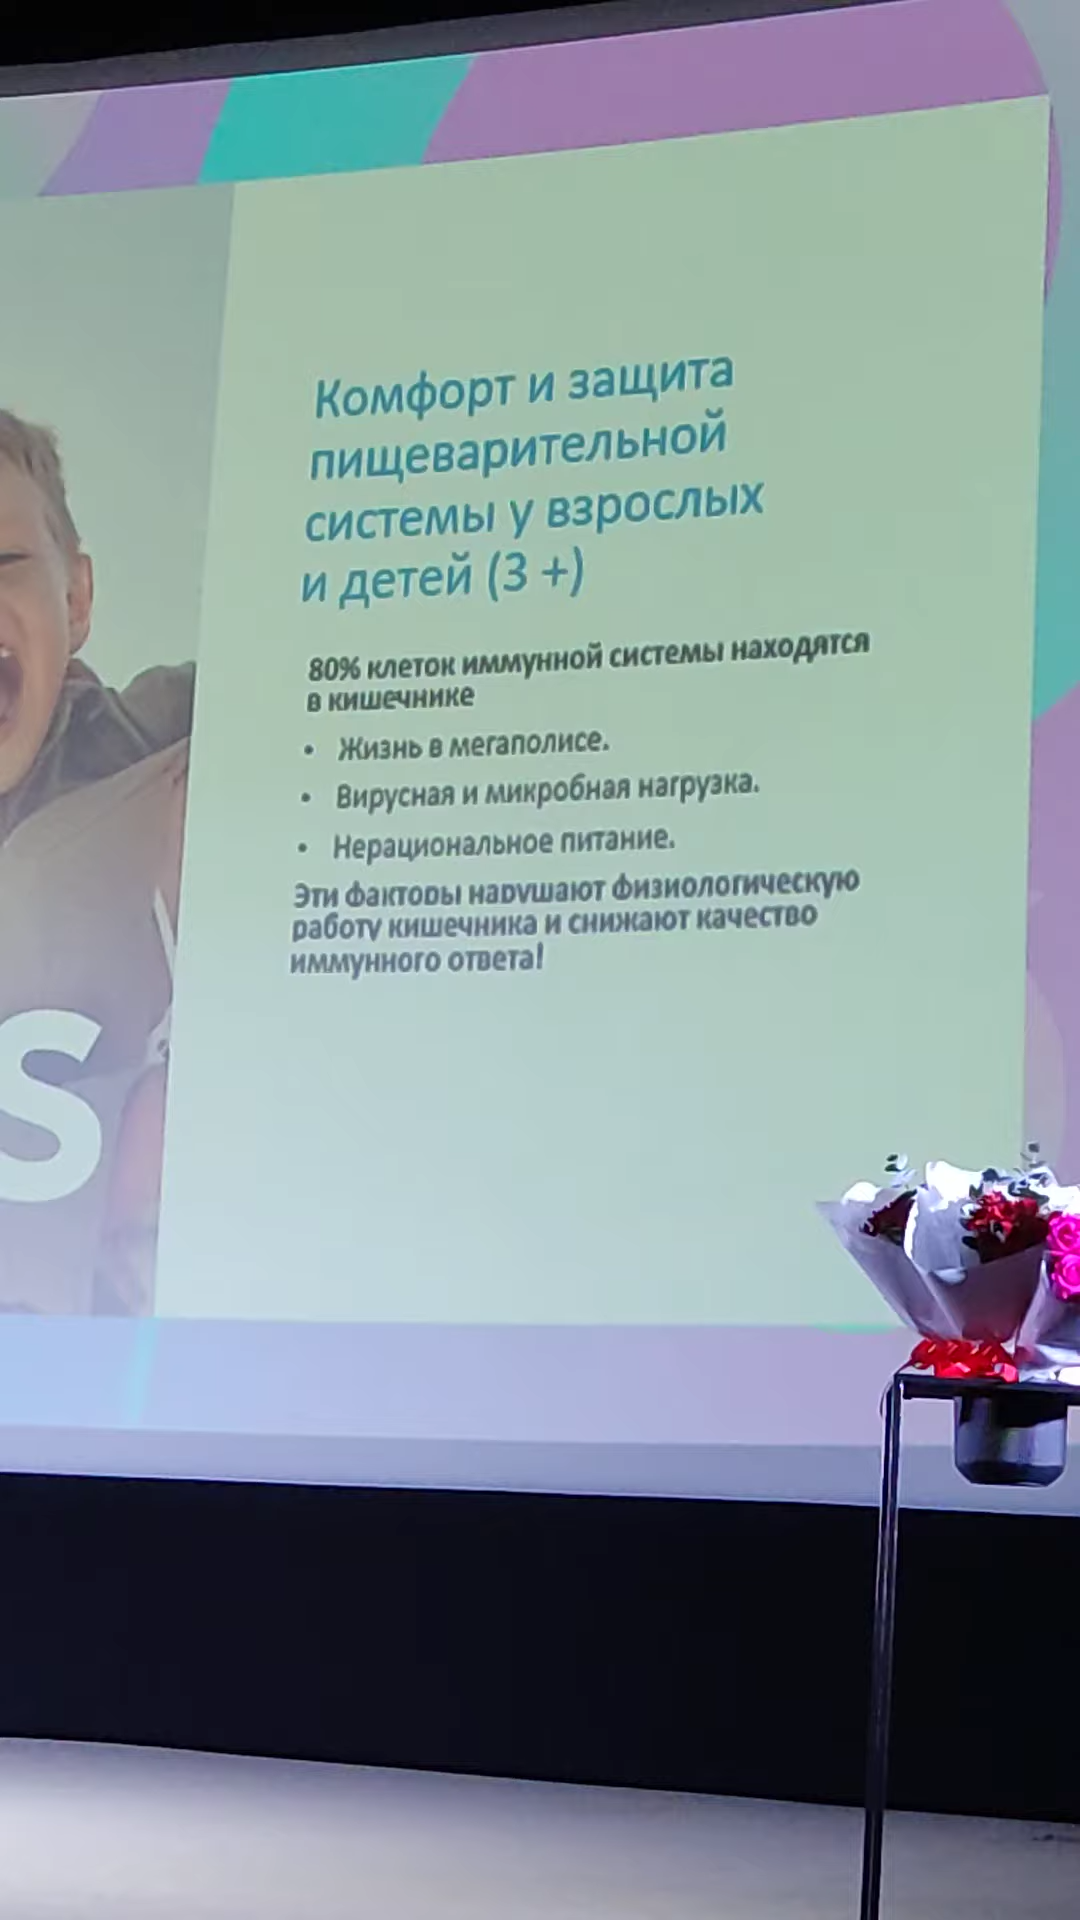 Комфорт и защита
пищеварительной
системы у взрослых
и детей (3 +)
80% клеток иммунной системы находятся
в кишечнике
• Жизнь в мегаполисе.
• Вирусная и микробная нагрузка.
• Нерациональное питание.
Эти факторы нарушают физиологическую
работу кишечника и снижают качество
иммунного ответа!
S